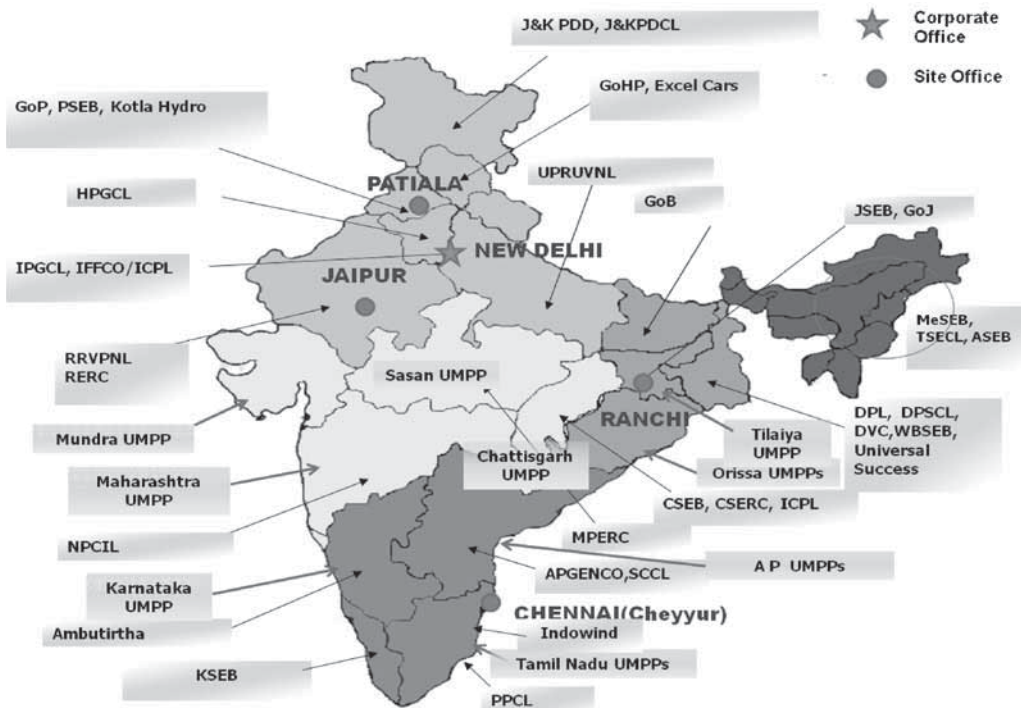 J&K PDD, J&KPDCL
Corporate
Office
Site Office
GoHP, Excel Cars
GoP, PSEB, Kotla Hydro
UPRUVNL
HPGCL
PATIALA
GoB
JSEB, GoJ
NEW DELHI
IPGCL, IFFCO/ICPL
JAIPUR
MeSEB,
TSECL, ASEB
RRVPNL
RERC
Sasan UMPP
RANCHI
Mundra UMPP
DPL, DPSCL,
DVC,WBSEB,
Universal
Success
Tilaiya
UMPP
Chattisgarh
UMPP
Orissa UMPPs
Maharashtra
UMPP
CSEB, CSERC, ICPL
NPCIL
MPERC
A P UMPPs
APGENCO,SCCL
Karnataka
UMPP
CHENNAI(Cheyyur)
Ambutirtha
Indowind
Tamil Nadu UMPPs
KSEB
PPCL